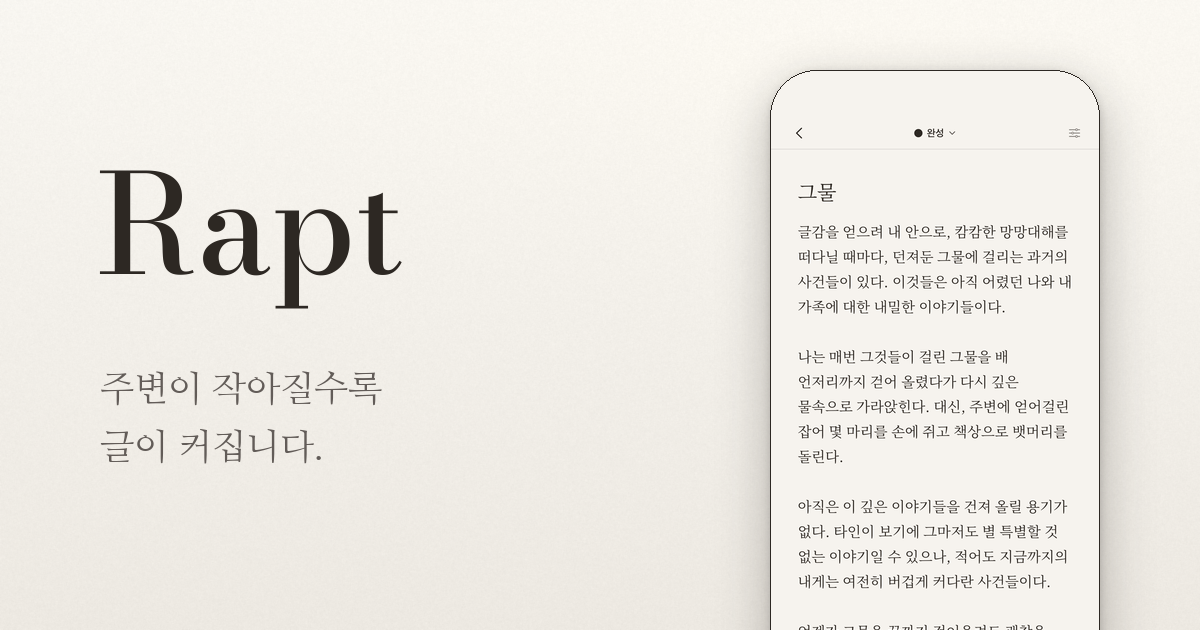 Rapt
주변이 작아질수록
글이 커집니다.
완성
그물
글감을 얻으려 내 안으로, 캄캄한 망망대해를
떠다닐 때마다, 던져둔 그물에 걸리는 과거의
사건들이 있다. 이것들은 아직 어렸던 나와 내
가족에 대한 내밀한 이야기들이다.
나는 매번 그것들이 걸린 그물을 배
언저리까지 걷어 올렸다가 다시 깊은
물속으로 가라앉힌다. 대신, 주변에 얻어걸린
잡어 몇 마리를 손에 쥐고 책상으로 뱃머리를
돌린다.
아직은 이 깊은 이야기들을 건져 올릴 용기가
없다. 타인이 보기에 그마저도 별 특별할 것
없는 이야기일 수 있으나, 적어도 지금까지의
내게는 여전히 버겁게 커다란 사건들이다.